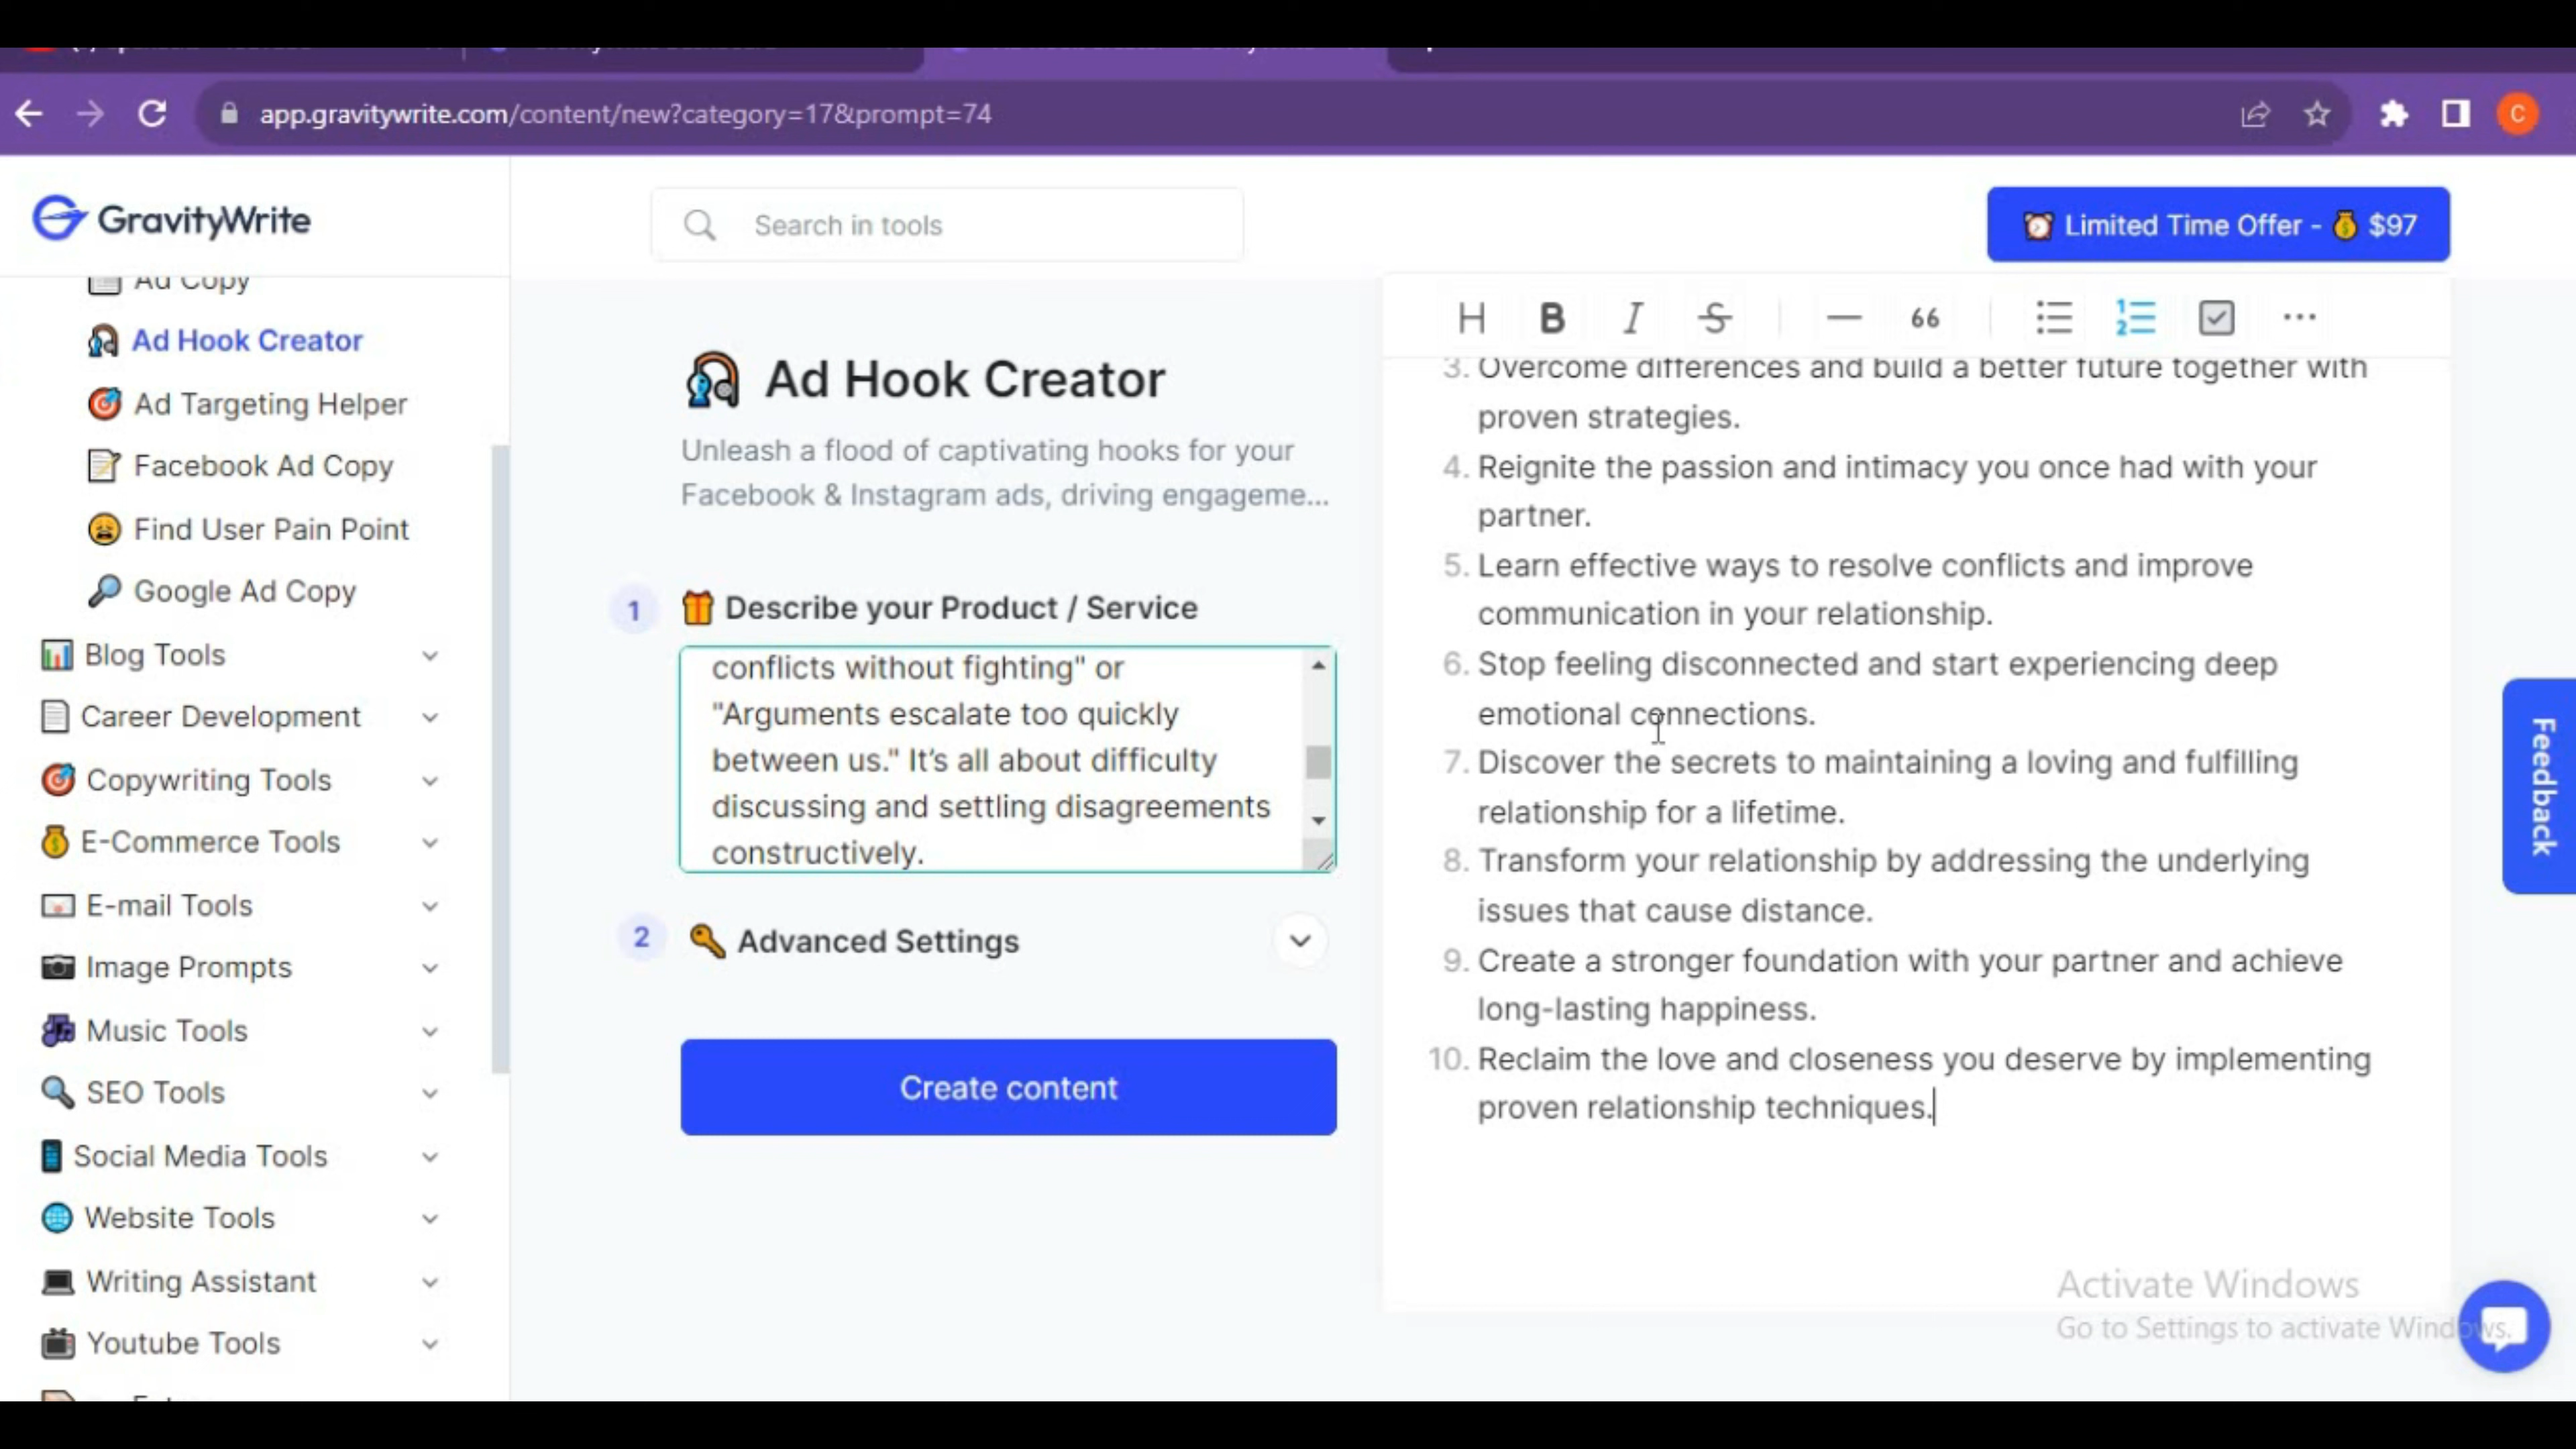 app.gravitywrite.com/content/new?category=17&prompt=74
C
GravityWrite
Search in tools
Limited Time Offer - $97
Ad Copy
Ad Hook Creator
Ad Targeting Helper
Facebook Ad Copy
Find User Pain Point
Google Ad Copy
Blog Tools
Career Development
Copywriting Tools
E-Commerce Tools
E-mail Tools
Image Prompts
Music Tools
SEO Tools
Social Media Tools
Website Tools
Writing Assistant
Youtube Tools
Ad Hook Creator
Unleash a flood of captivating hooks for your
Facebook & Instagram ads, driving engageme...
1 Describe your Product / Service
conflicts without fighting" or
"Arguments escalate too quickly
between us." It's all about difficulty
discussing and settling disagreements
constructively.
2 Advanced Settings
Create content
H B I S — 66
3. Overcome differences and build a better future together with
proven strategies.
4. Reignite the passion and intimacy you once had with your
partner.
5. Learn effective ways to resolve conflicts and improve
communication in your relationship.
6. Stop feeling disconnected and start experiencing deep
emotional connections.
7. Discover the secrets to maintaining a loving and fulfilling
relationship for a lifetime.
8. Transform your relationship by addressing the underlying
issues that cause distance.
9. Create a stronger foundation with your partner and achieve
long-lasting happiness.
10. Reclaim the love and closeness you deserve by implementing
proven relationship techniques.
Feedback
Activate Windows
Go to Settings to activate Windows.